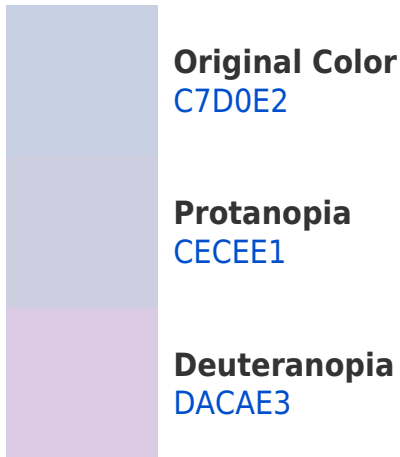 Original Color
C7D0E2
Protanopia
CECEE1
Deuteranopia
DACAE3